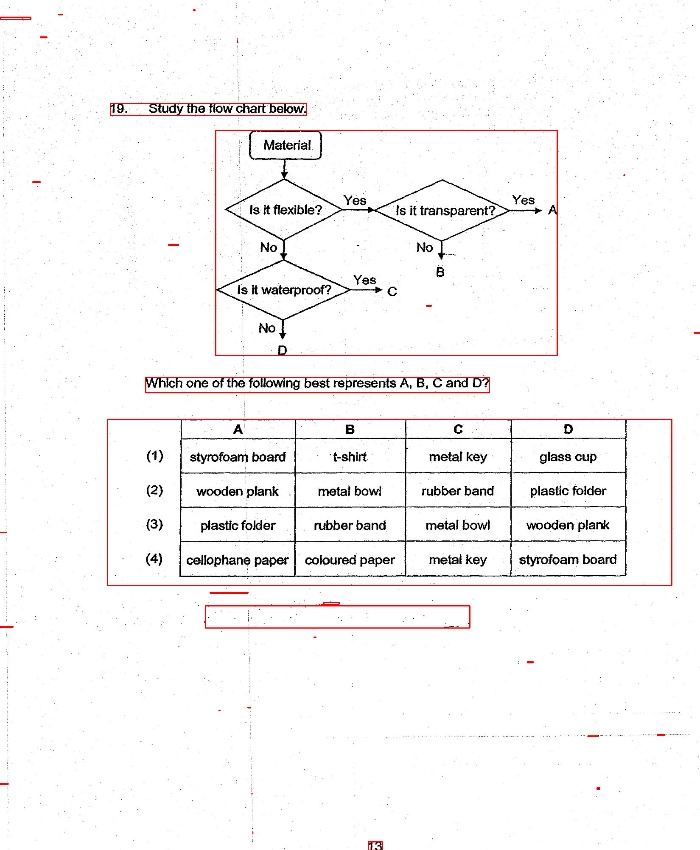 19. Study the flow chart below.
Material
Is it flexible?
Yes
Is it transparent?
Yes
A
No
No
B
Is it waterproof?
Yes
C
No
D
Which one of the following best represents A, B, C and D?
A B C D
(1) styrofoam board t-shirt metal key glass cup
(2) wooden plank metal bowl rubber band plastic folder
(3) plastic folder rubber band metal bowl wooden plank
(4) cellophane paper coloured paper metal key styrofoam board
13